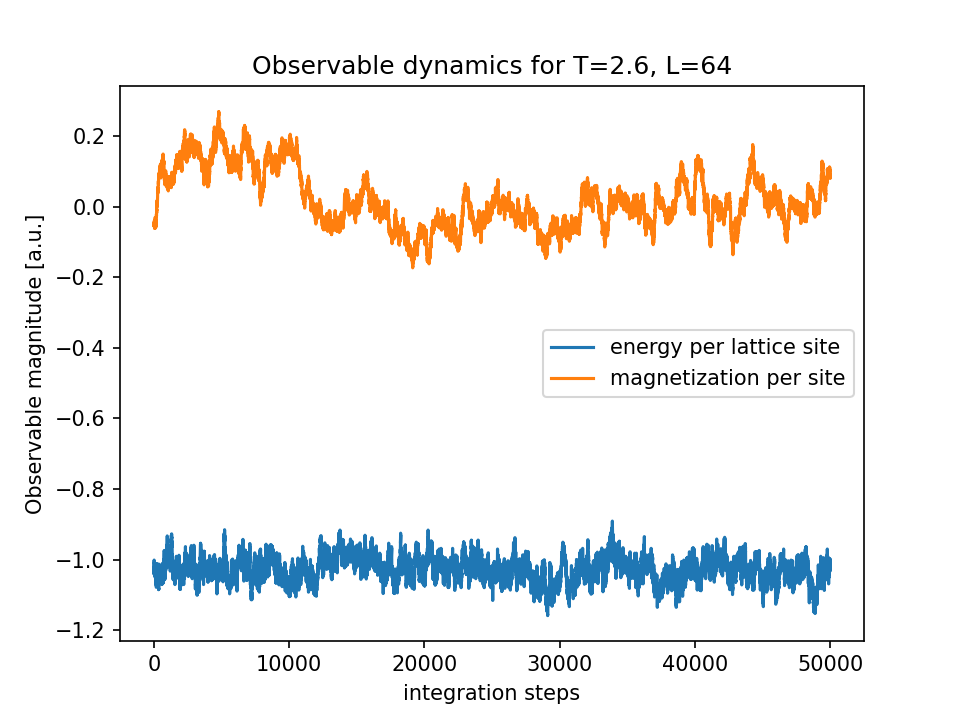 Observable dynamics for T=2.6, L=64
Observable magnitude [a.u.]
0.2
0.0
−0.2
−0.4
−0.6
−0.8
−1.0
−1.2
energy per lattice site
magnetization per site
0 10000 20000 30000 40000 50000
integration steps